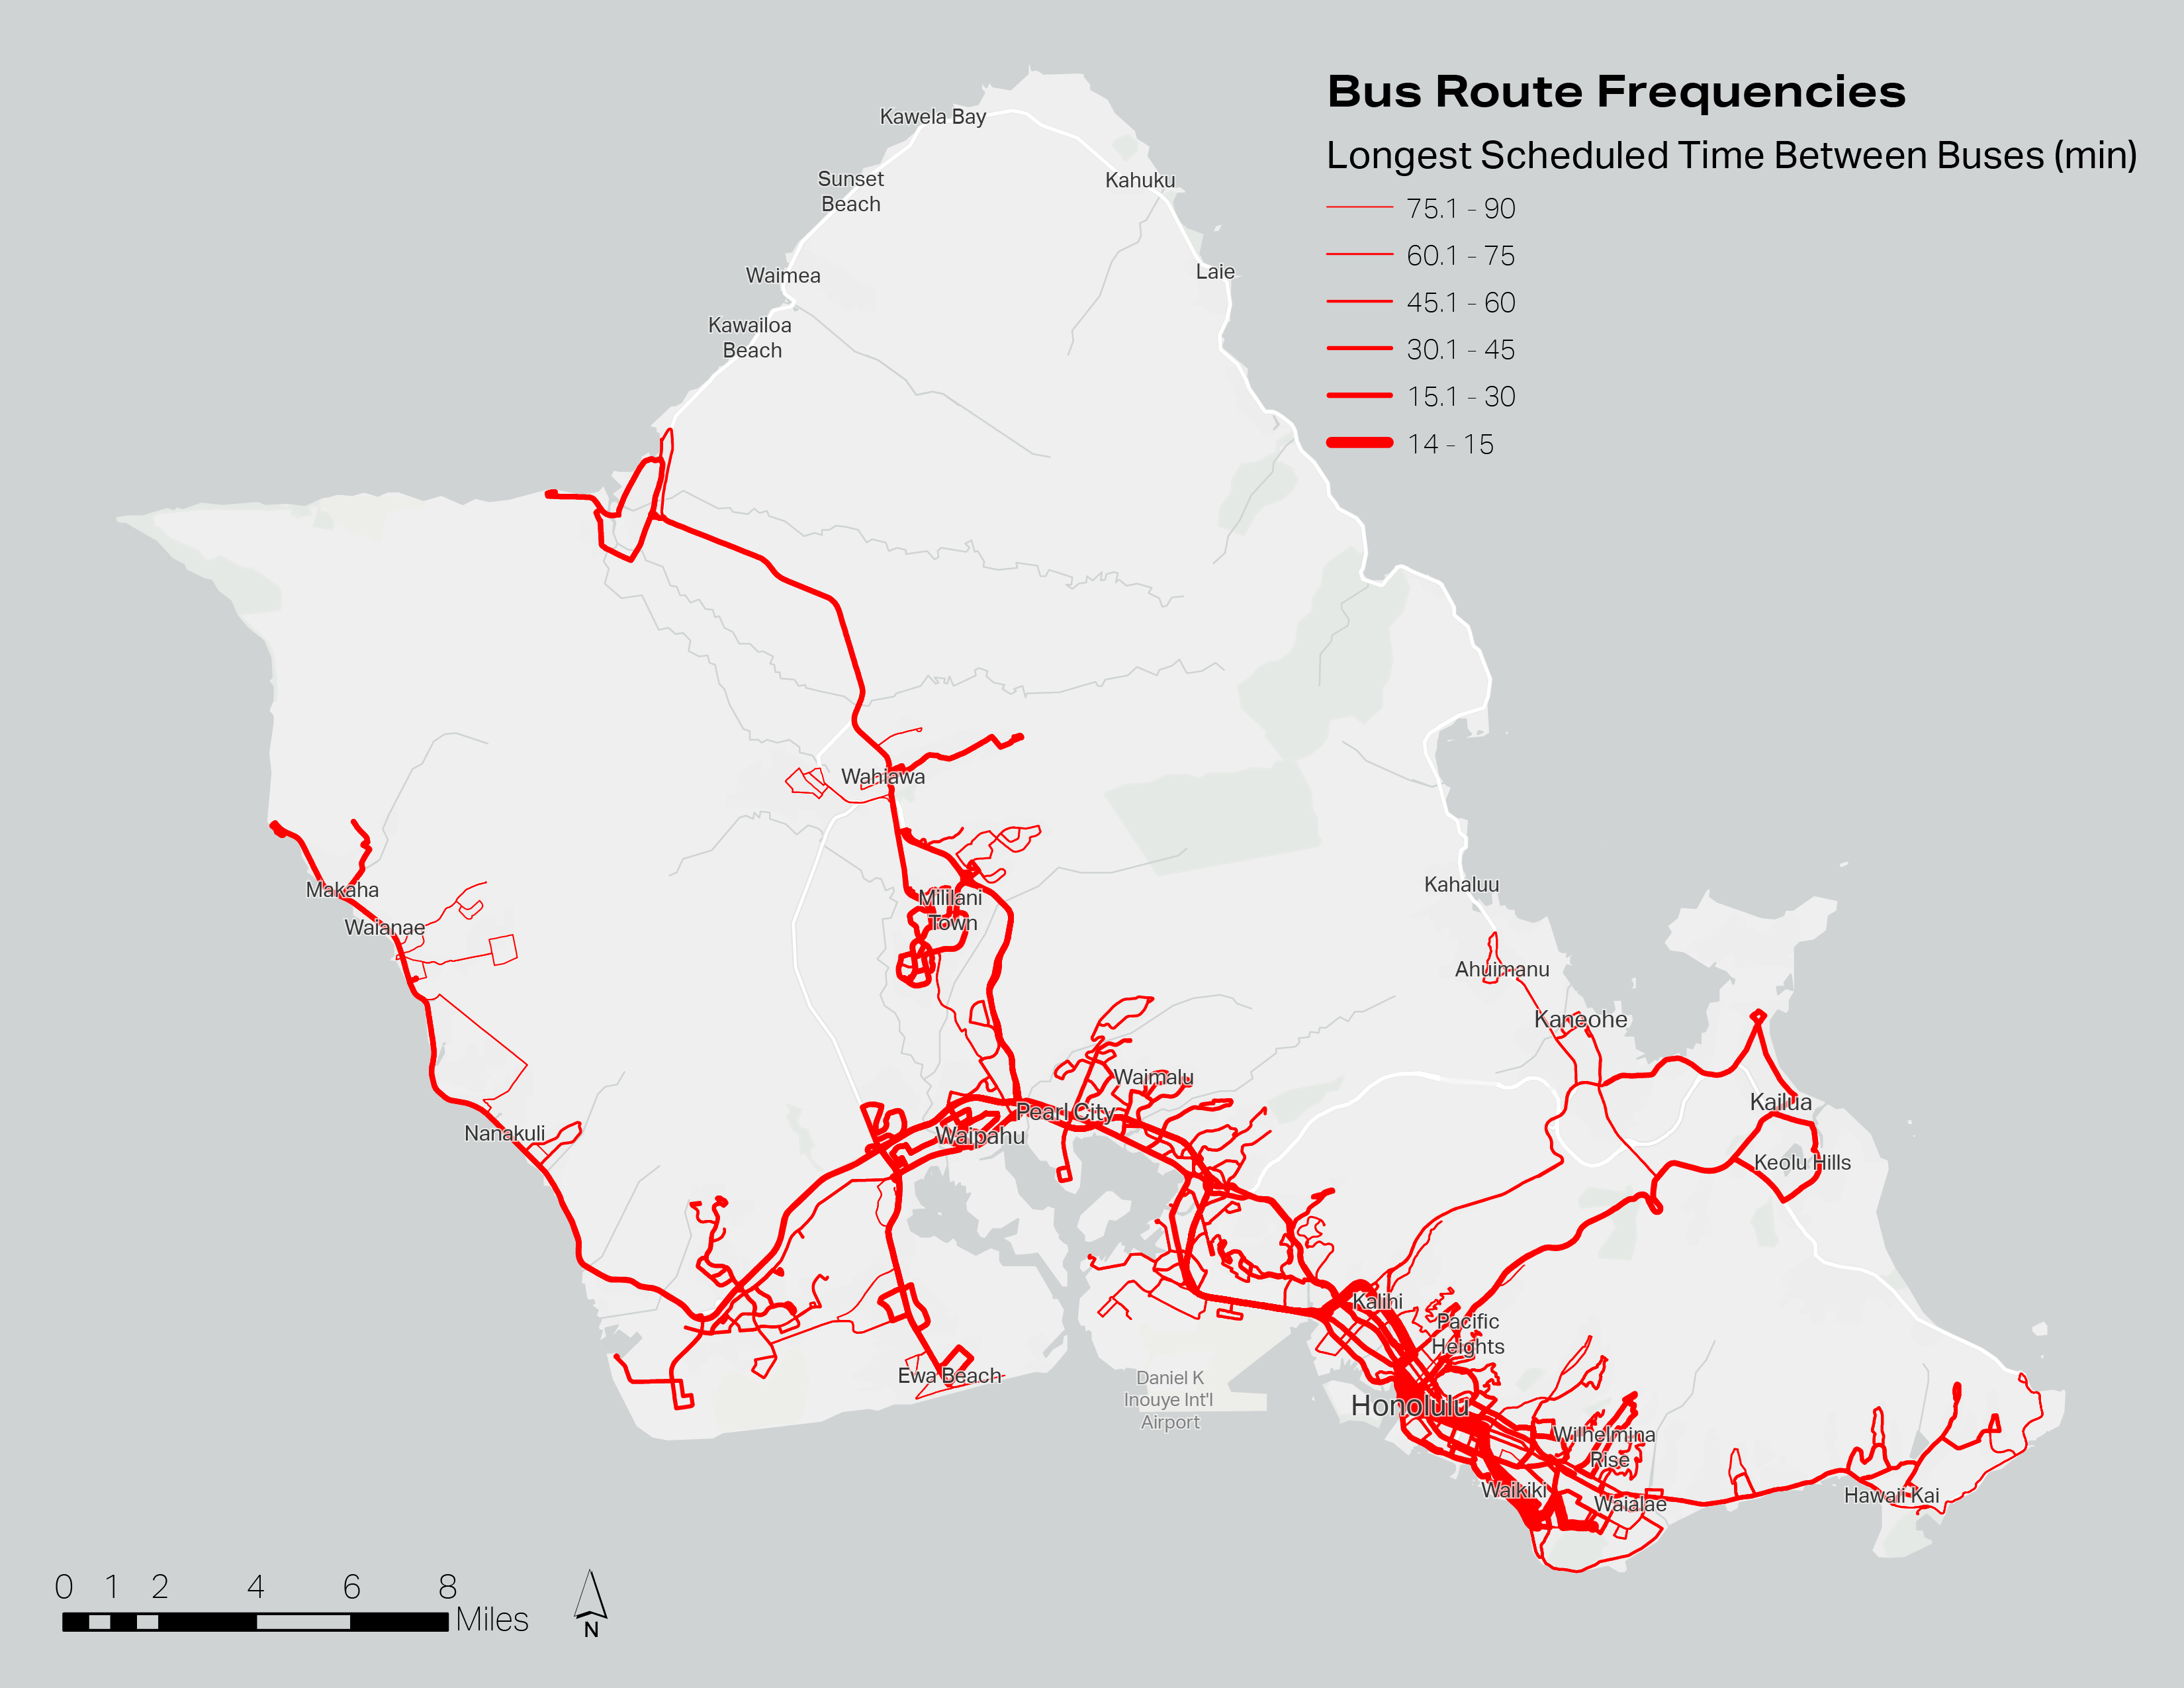 Bus Route Frequencies
Longest Scheduled Time Between Buses (min)
75.1 - 90
60.1 - 75
45.1 - 60
30.1 - 45
15.1 - 30
14 - 15
Kawela Bay
Sunset
Beach
Kahuku
Waimea
Laie
Kawailoa
Beach
Wahiawa
Makaha
Waianae
Mililani
Town
Kahaluu
Ahuimanu
Kaneohe
Waimalu
Pearl City
Waipahu
Nanakuli
Kailua
Keolu Hills
Kalihi
Pacific
Heights
Ewa Beach
Daniel K
Inouye Int'l
Airport
Honolulu
Wilhelmina
Rise
Waikiki
Waialae
Hawaii Kai
0 1 2 4 6 8
Miles
N